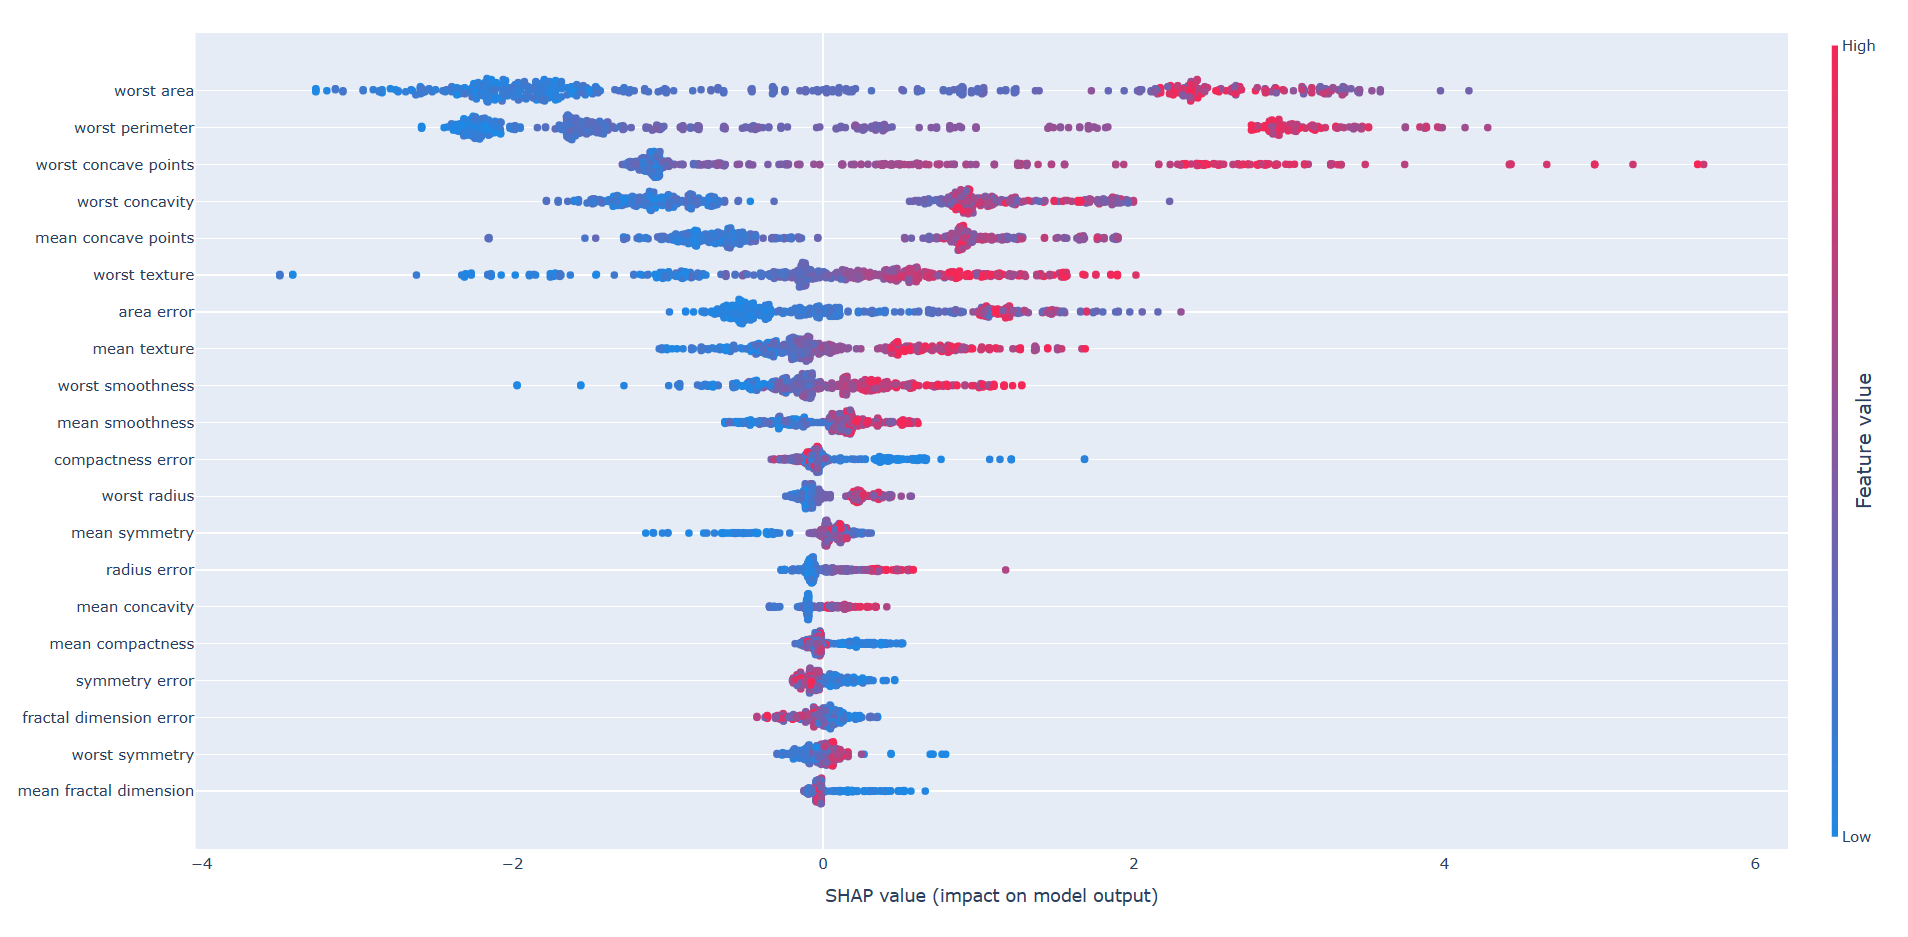 High
worst area
worst perimeter
worst concave points
worst concavity
mean concave points
worst texture
area error
mean texture
worst smoothness
mean smoothness
compactness error
worst radius
mean symmetry
radius error
mean concavity
mean compactness
symmetry error
fractal dimension error
worst symmetry
mean fractal dimension
Feature value
Low
−4 −2 0 2 4 6
SHAP value (impact on model output)